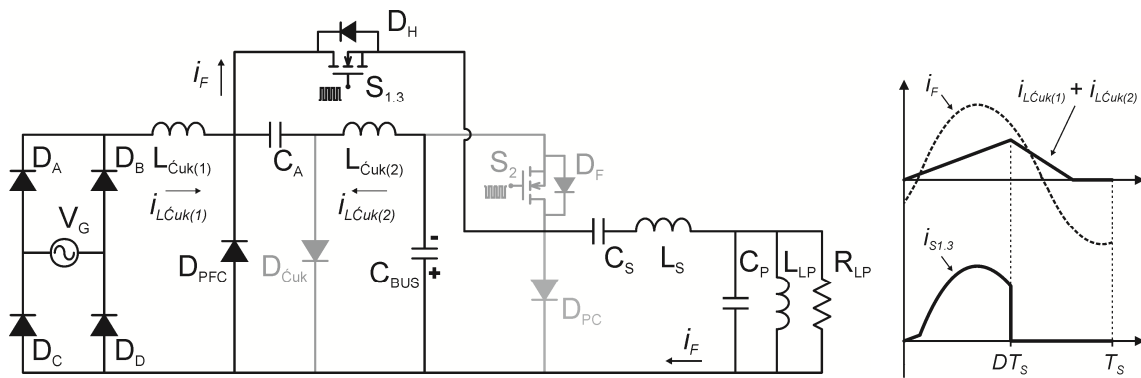 D_H
i_F
S_1.3
D_A
D_B
L_Ćuk(1)
C_A
L_Ćuk(2)
S_2
D_F
i_LĆuk(1)
i_LĆuk(2)
V_G
D_PFC
D_Ćuk
C_BUS
-
+
C_S
L_S
C_P
L_LP
R_LP
D_PC
D_C
D_D
i_F
i_F
i_LĆuk(1) + i_LĆuk(2)
i_S1.3
DT_S
T_S